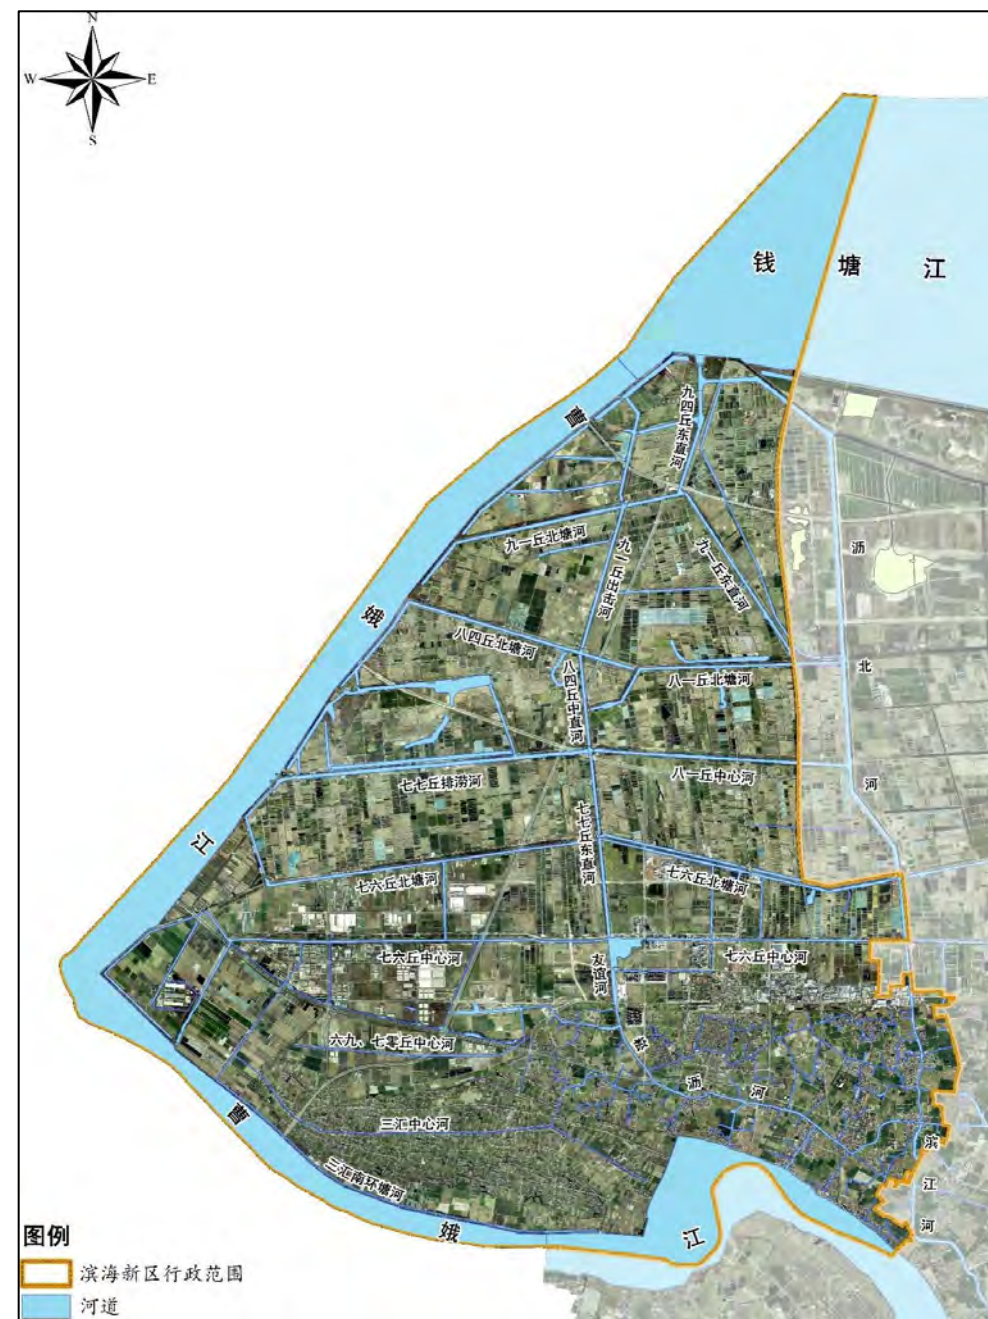 N
W
E
S
钱塘江
曹
九四丘东直河
九一丘北塘河
九一丘出击河
九一丘东直河
沥
娥
八四丘北塘河
八四丘中直河
八一丘北塘河
北
七七丘排涝河
八一丘中心河
河
江
七七丘东直河
七六丘北塘河
七六丘北塘河
七六丘中心河
友谊河
七六丘中心河
六九、七零丘中心河
崧
沥
河
曹
三汇中心河
滨
江
河
三汇南环塘河
娥
江
图例
滨海新区行政范围
河道